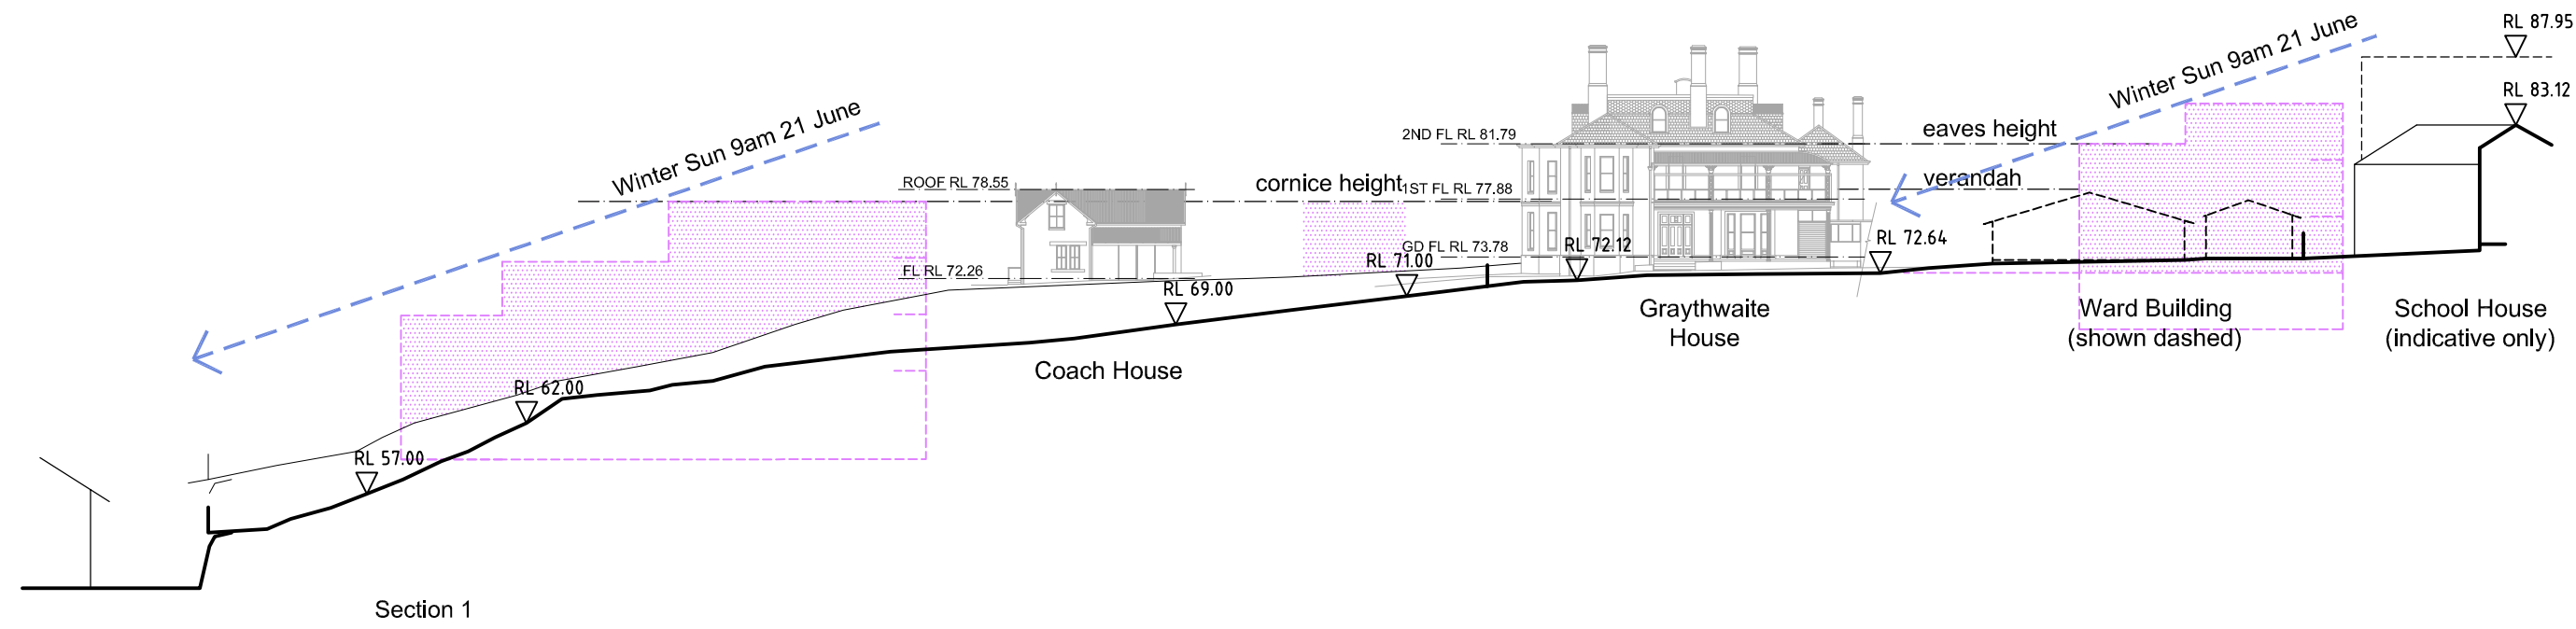 RL 87.95
Winter Sun 9am 21 June
RL 83.12
Winter Sun 9am 21 June
2ND FL RL 81.79
eaves height
ROOF RL 78.55
cornice height
1ST FL RL 77.88
verandah
GD FL RL 73.78
RL 72.12
RL 72.64
FL RL 72.26
RL 71.00
RL 69.00
Graythwaite
House
Ward Building
(shown dashed)
School House
(indicative only)
Coach House
RL 62.00
RL 57.00
Section 1